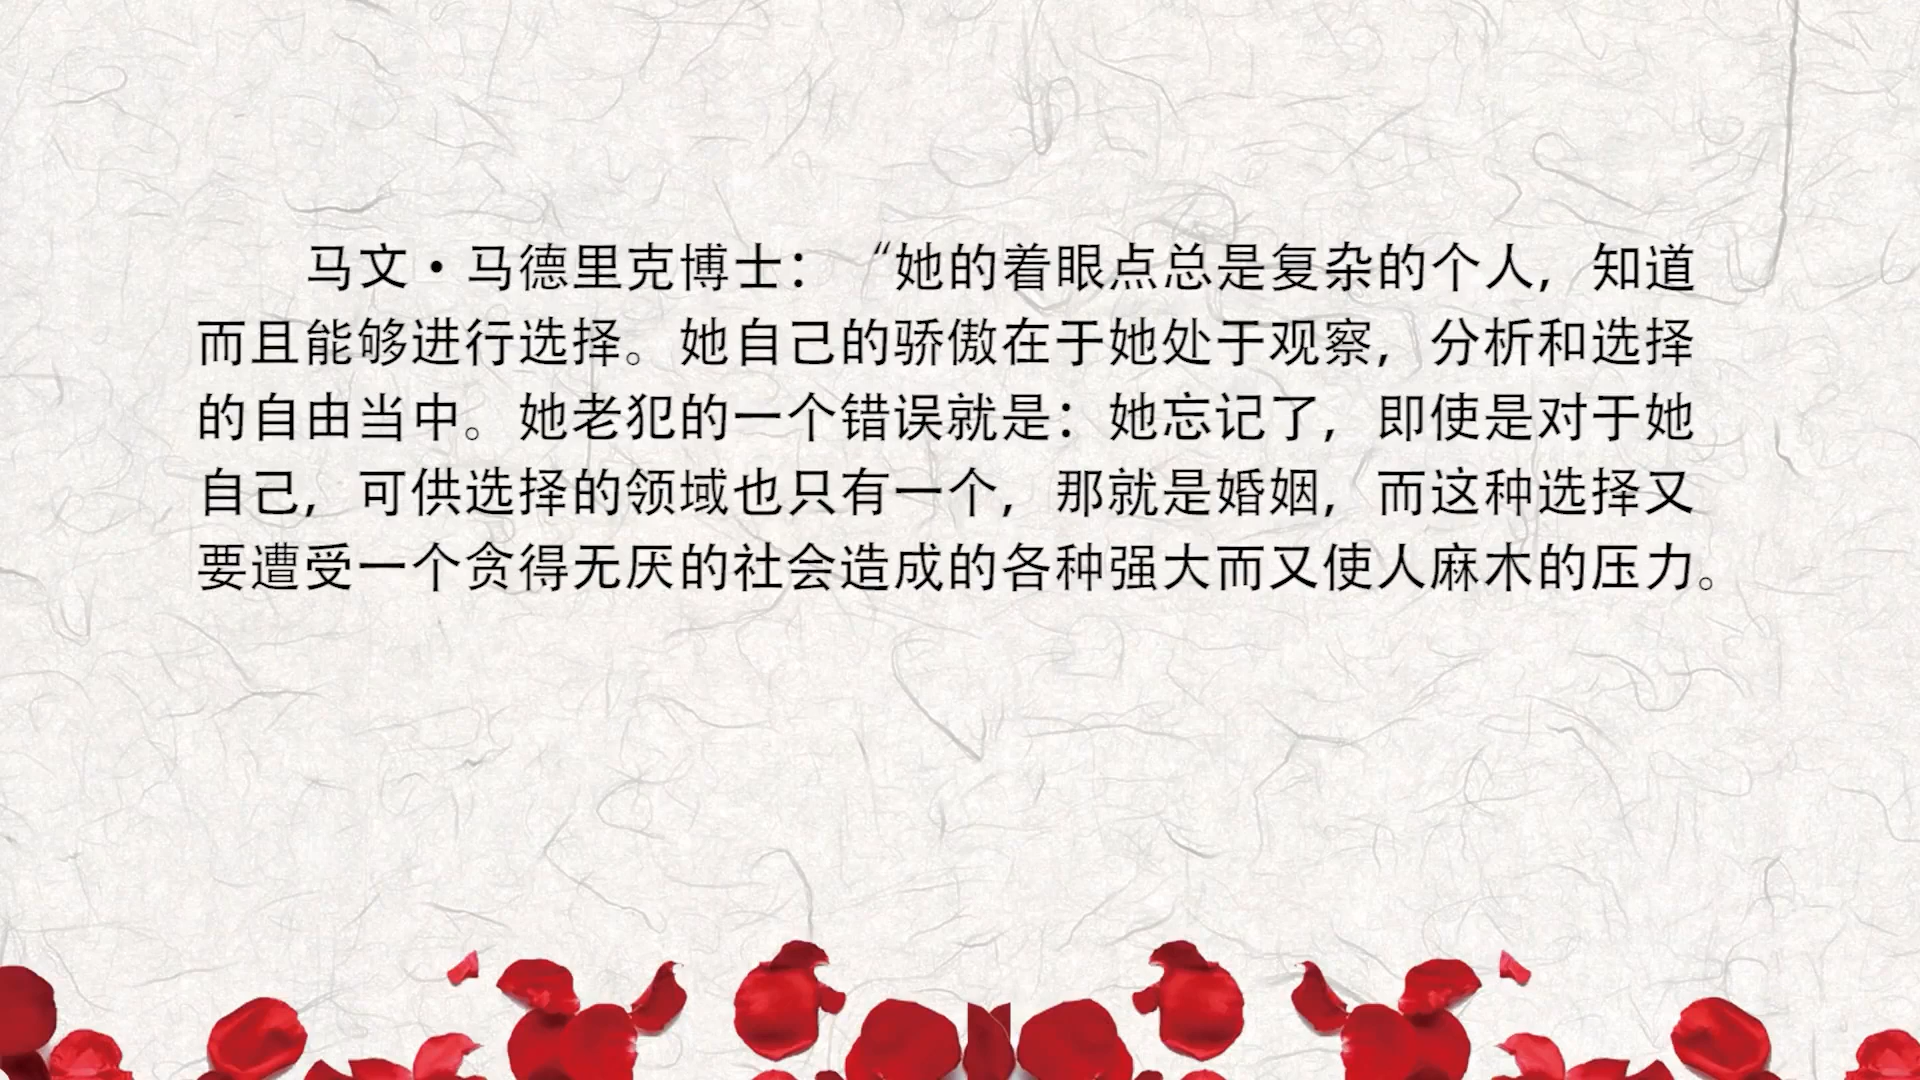 马文·马德里克博士：“她的着眼点总是复杂的个人，知道
而且能够进行选择。她自己的骄傲在于她处于观察，分析和选择
的自由当中。她老犯的一个错误就是：她忘记了，即使是对于她
自己，可供选择的领域也只有一个，那就是婚姻，而这种选择又
要遭受一个贪得无厌的社会造成的各种强大而又使人麻木的压力。